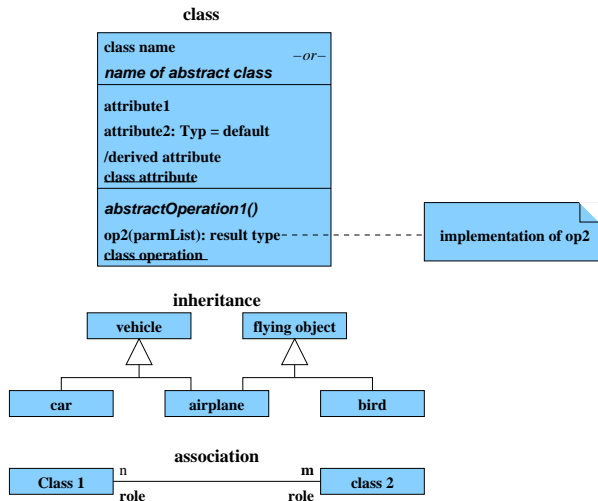 class
class name
–or–
name of abstract class
attribute1
attribute2: Typ = default
/derived attribute
class attribute
abstractOperation1()
op2(parmList): result type
implementation of op2
class operation
inheritance
vehicle
flying object
car
airplane
bird
association
n
m
Class 1
class 2
role
role